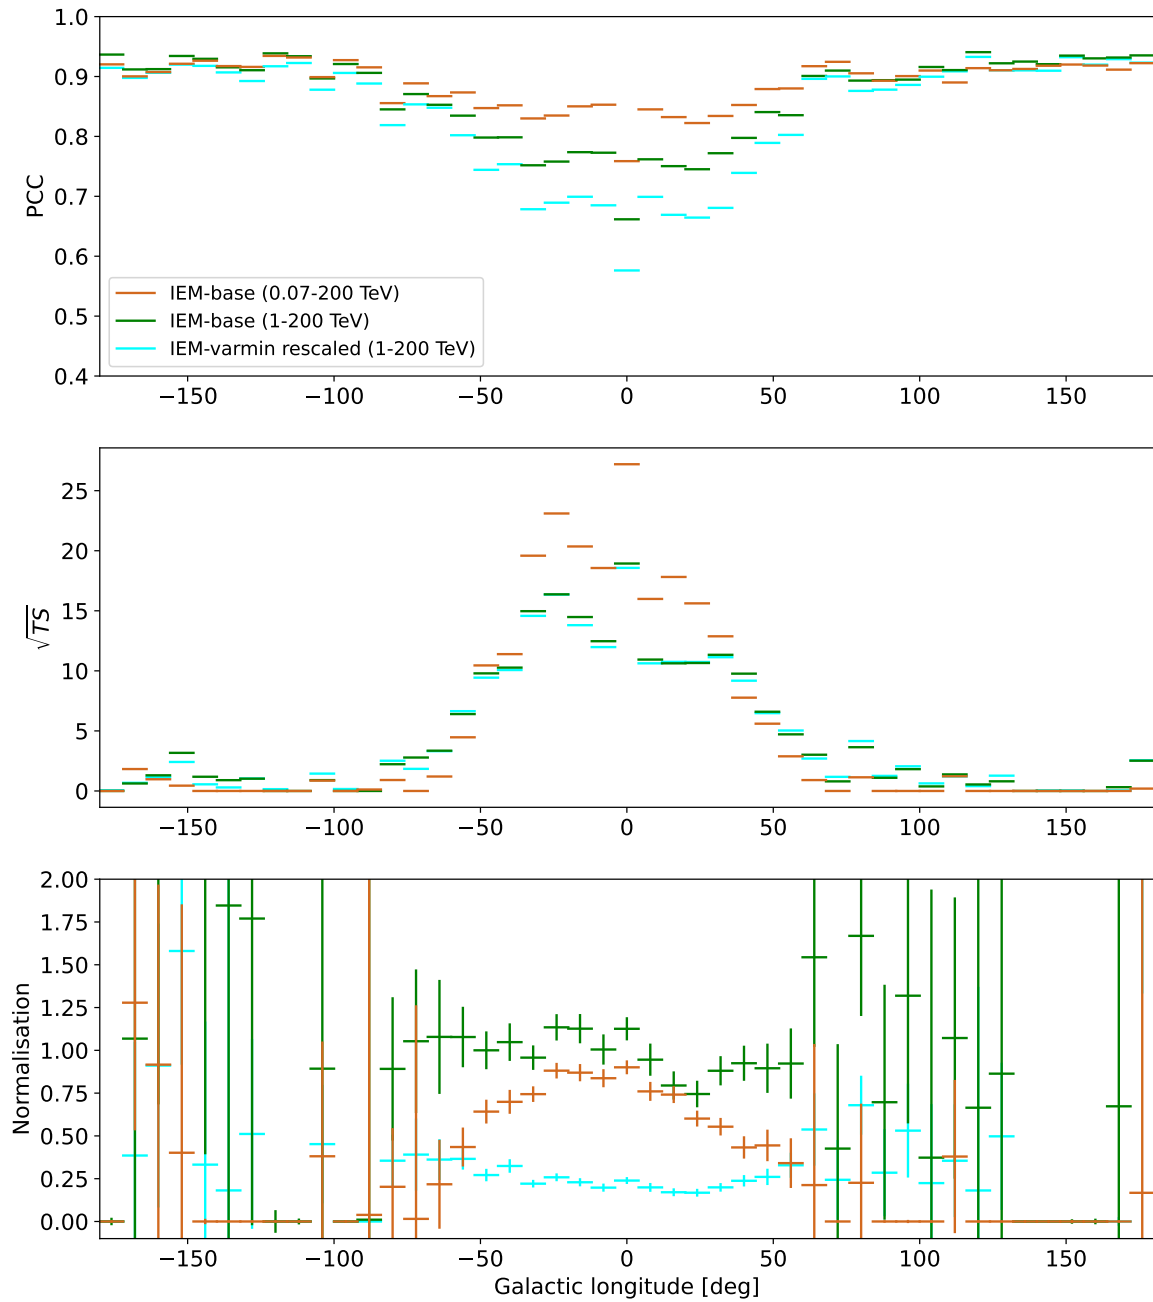 1.0
0.9
0.8
0.7
0.6
0.5
0.4
PCC
IEM-base (0.07-200 TeV)
IEM-base (1-200 TeV)
IEM-varmin rescaled (1-200 TeV)
−150 −100 −50 0 50 100 150
25
20
15
10
5
0
√TS
−150 −100 −50 0 50 100 150
2.00
1.75
1.50
1.25
1.00
0.75
0.50
0.25
0.00
Normalisation
−150 −100 −50 0 50 100 150
Galactic longitude [deg]